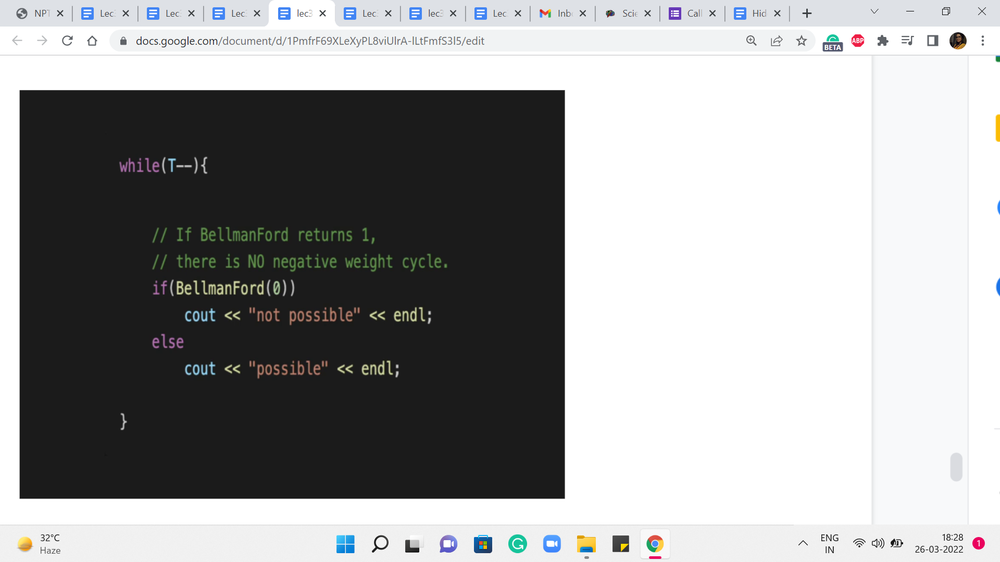 NPT
Lec
Lec
Lec
lec3
Lec
lec3
Lec
Inb
Scie
Call
Hid
docs.google.com/document/d/1PmfrF69XLeXyPL8viUlrA-lLtFmfS3l5/edit
BETA
ABP
while(T--){
// If BellmanFord returns 1,
// there is NO negative weight cycle.
if(BellmanFord(0))
cout << "not possible" << endl;
else
cout << "possible" << endl;
}
32°C
Haze
ENG
IN
18:28
26-03-2022
1